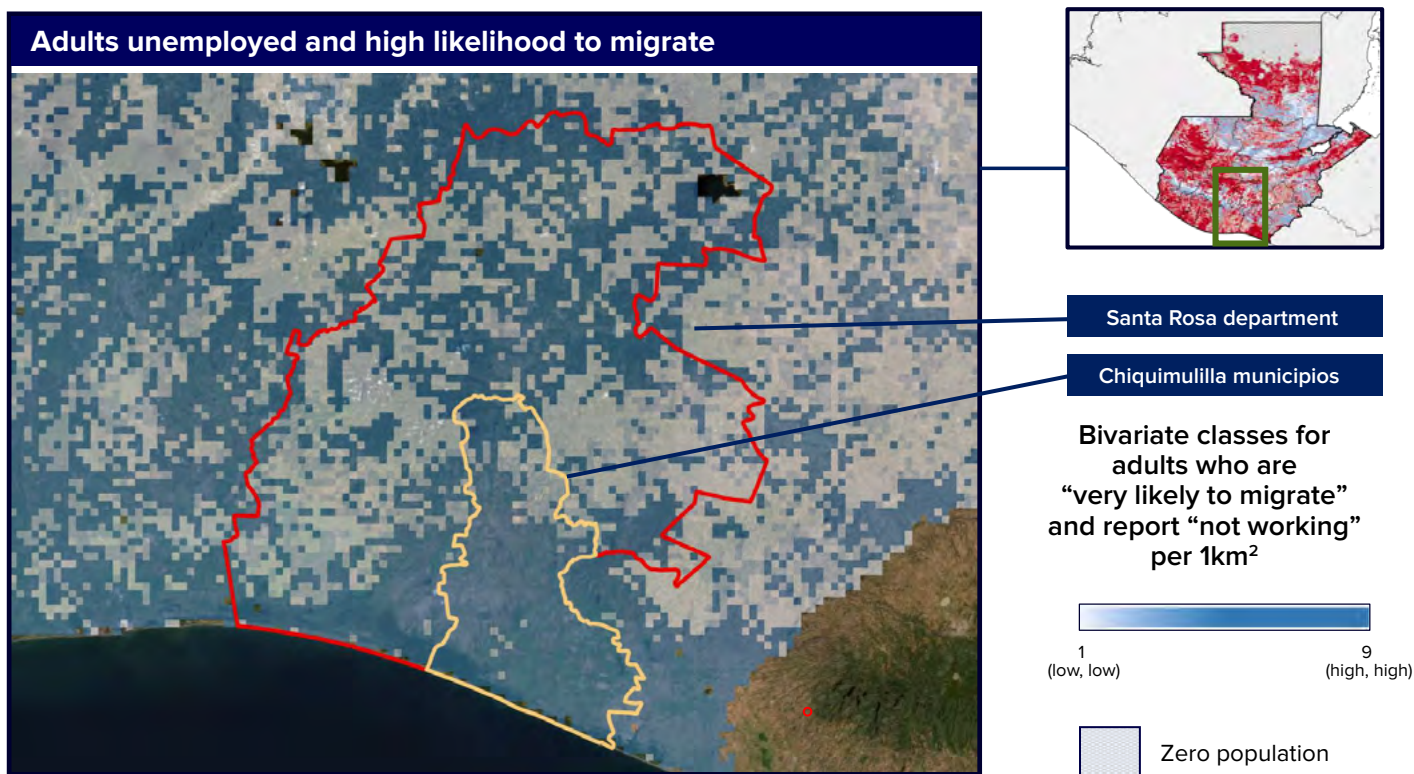 Adults unemployed and high likelihood to migrate
Santa Rosa department
Chiquimulilla municipios
Bivariate classes for
adults who are
“very likely to migrate”
and report “not working”
per 1km²
1
(low, low)
9
(high, high)
Zero population